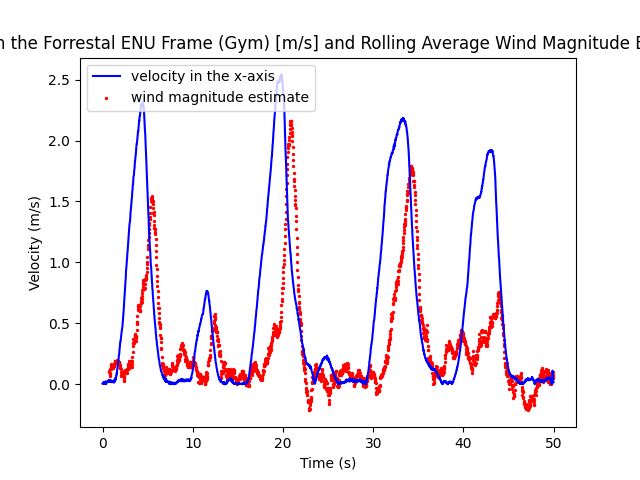 the Forrestal ENU Frame (Gym) [m/s] and Rolling Average Wind Magnitude
velocity in the x-axis
wind magnitude estimate
2.5
2.0
1.5
1.0
0.5
0.0
Velocity (m/s)
0 10 20 30 40 50
Time (s)